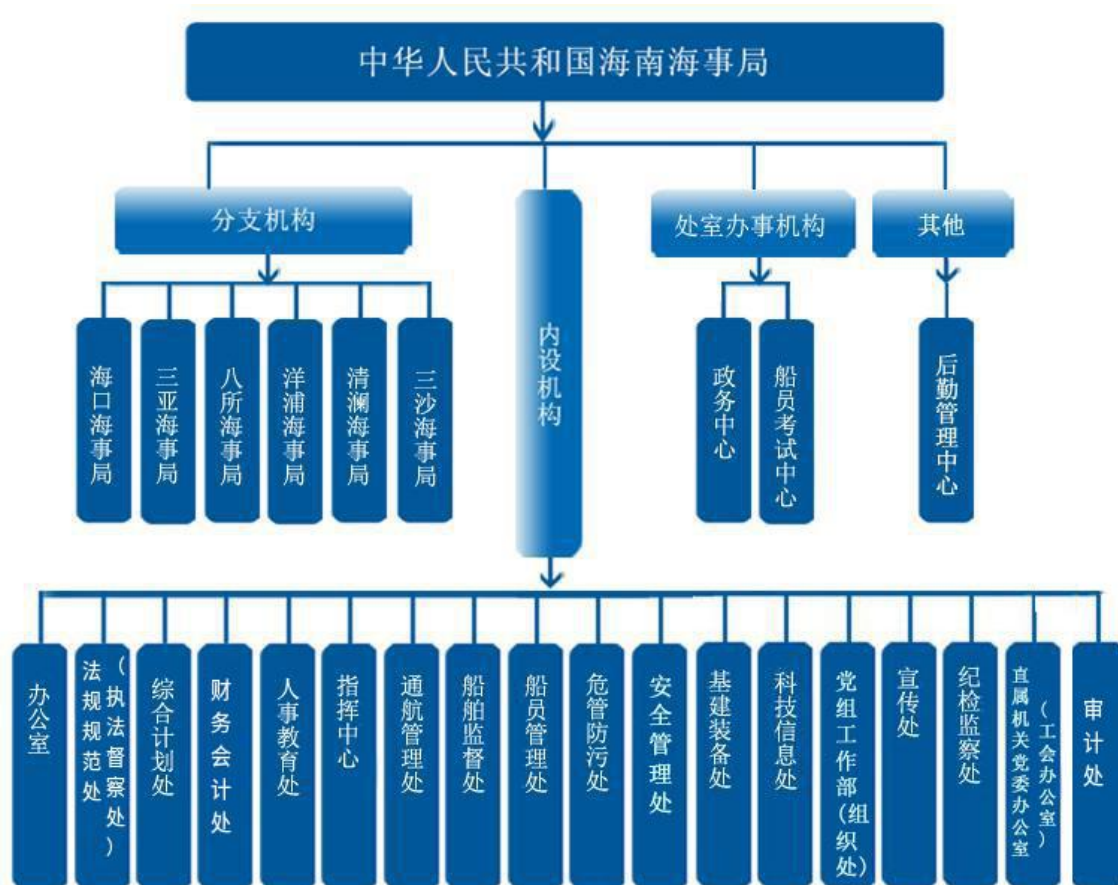 中华人民共和国海南海事局
分支机构
内设机构
处室办事机构
其他
海口海事局
三亚海事局
八所海事局
洋浦海事局
清澜海事局
三沙海事局
政务中心
船员考试中心
后勤管理中心
办公室
法规规范处
（执法督察处）
综合计划处
财务会计处
人事教育处
指挥中心
通航管理处
船舶监督处
船员管理处
危管防污处
安全管理处
基建装备处
科技信息处
党组工作部(组织处)
宣传处
纪检监察处
直属机关党委办公室
（工会办公室）
审计处